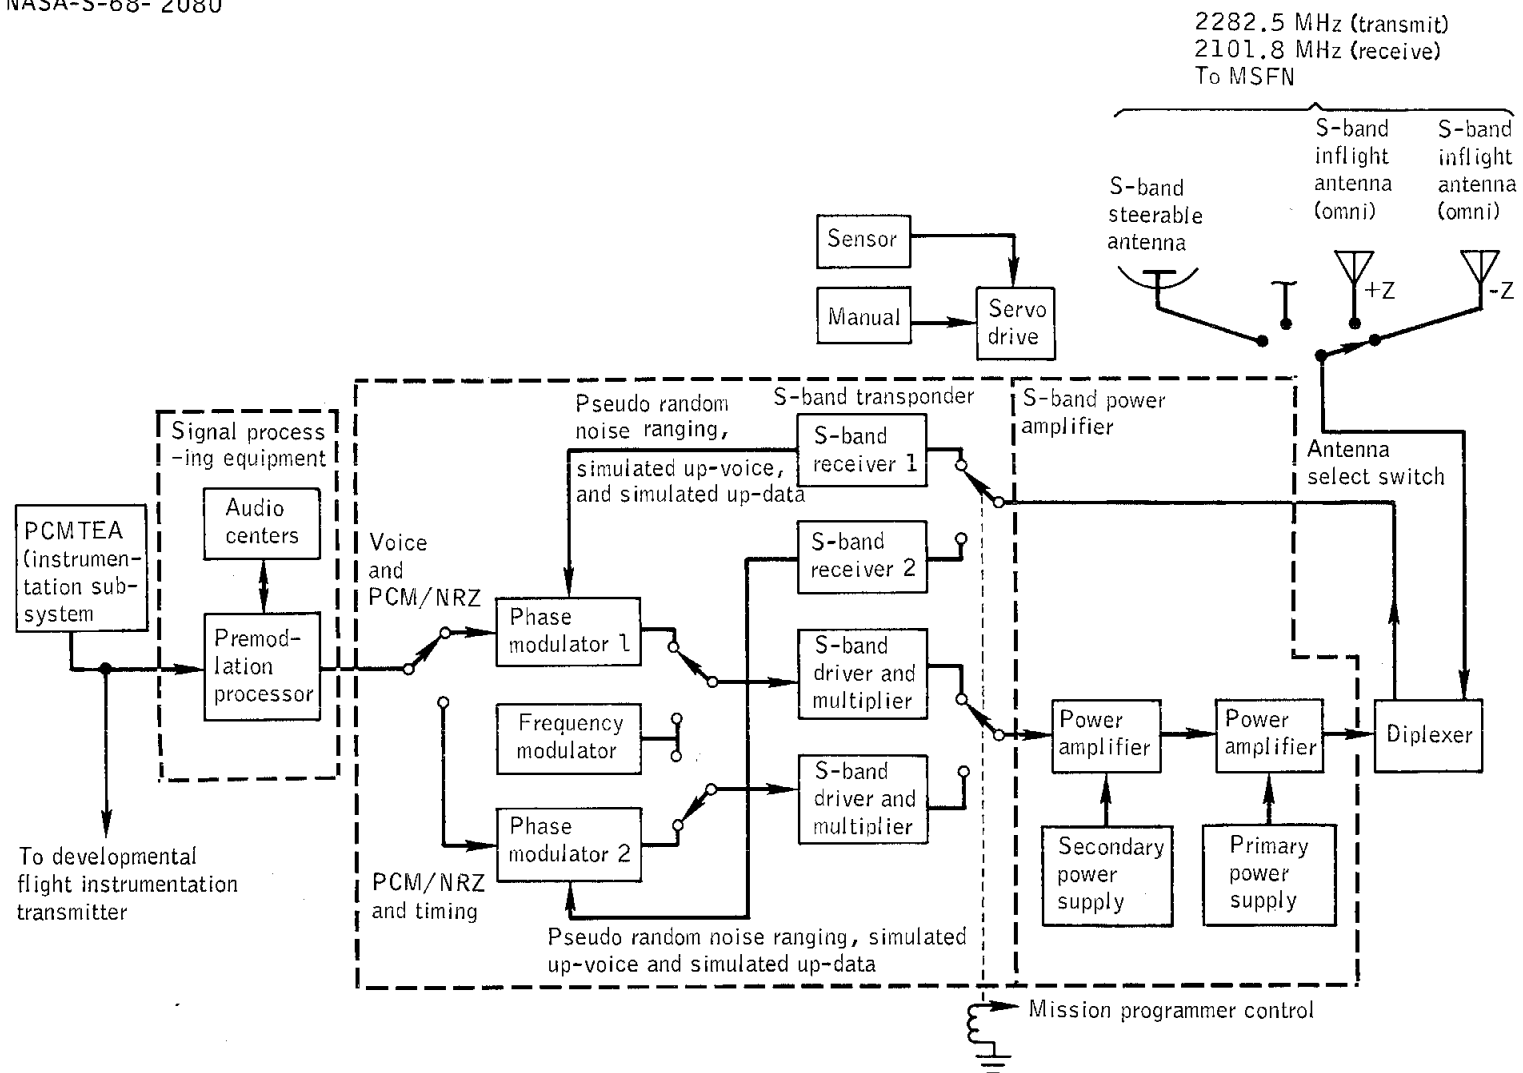 NASA-S-68-2080
2282.5 MHz (transmit)
2101.8 MHz (receive)
To MSFN
S-band
inflight
antenna
(omni)
S-band
inflight
antenna
(omni)
S-band
steerable
antenna
+Z
-Z
Sensor
Manual
Servo
drive
Antenna
select switch
S-band transponder
S-band power
amplifier
Pseudo random
noise ranging,
simulated up-voice,
and simulated up-data
S-band
receiver 1
S-band
receiver 2
Signal process
-ing equipment
Audio
centers
PCMTEA
(instrumen-
tation sub-
system
Premod-
lation
processor
Voice
and
PCM/NRZ
Phase
modulator 1
Frequency
modulator
Phase
modulator 2
S-band
driver and
multiplier
S-band
driver and
multiplier
Power
amplifier
Power
amplifier
Diplexer
Secondary
power
supply
Primary
power
supply
To developmental
flight instrumentation
transmitter
PCM/NRZ
and timing
Pseudo random noise ranging, simulated
up-voice and simulated up-data
Mission programmer control